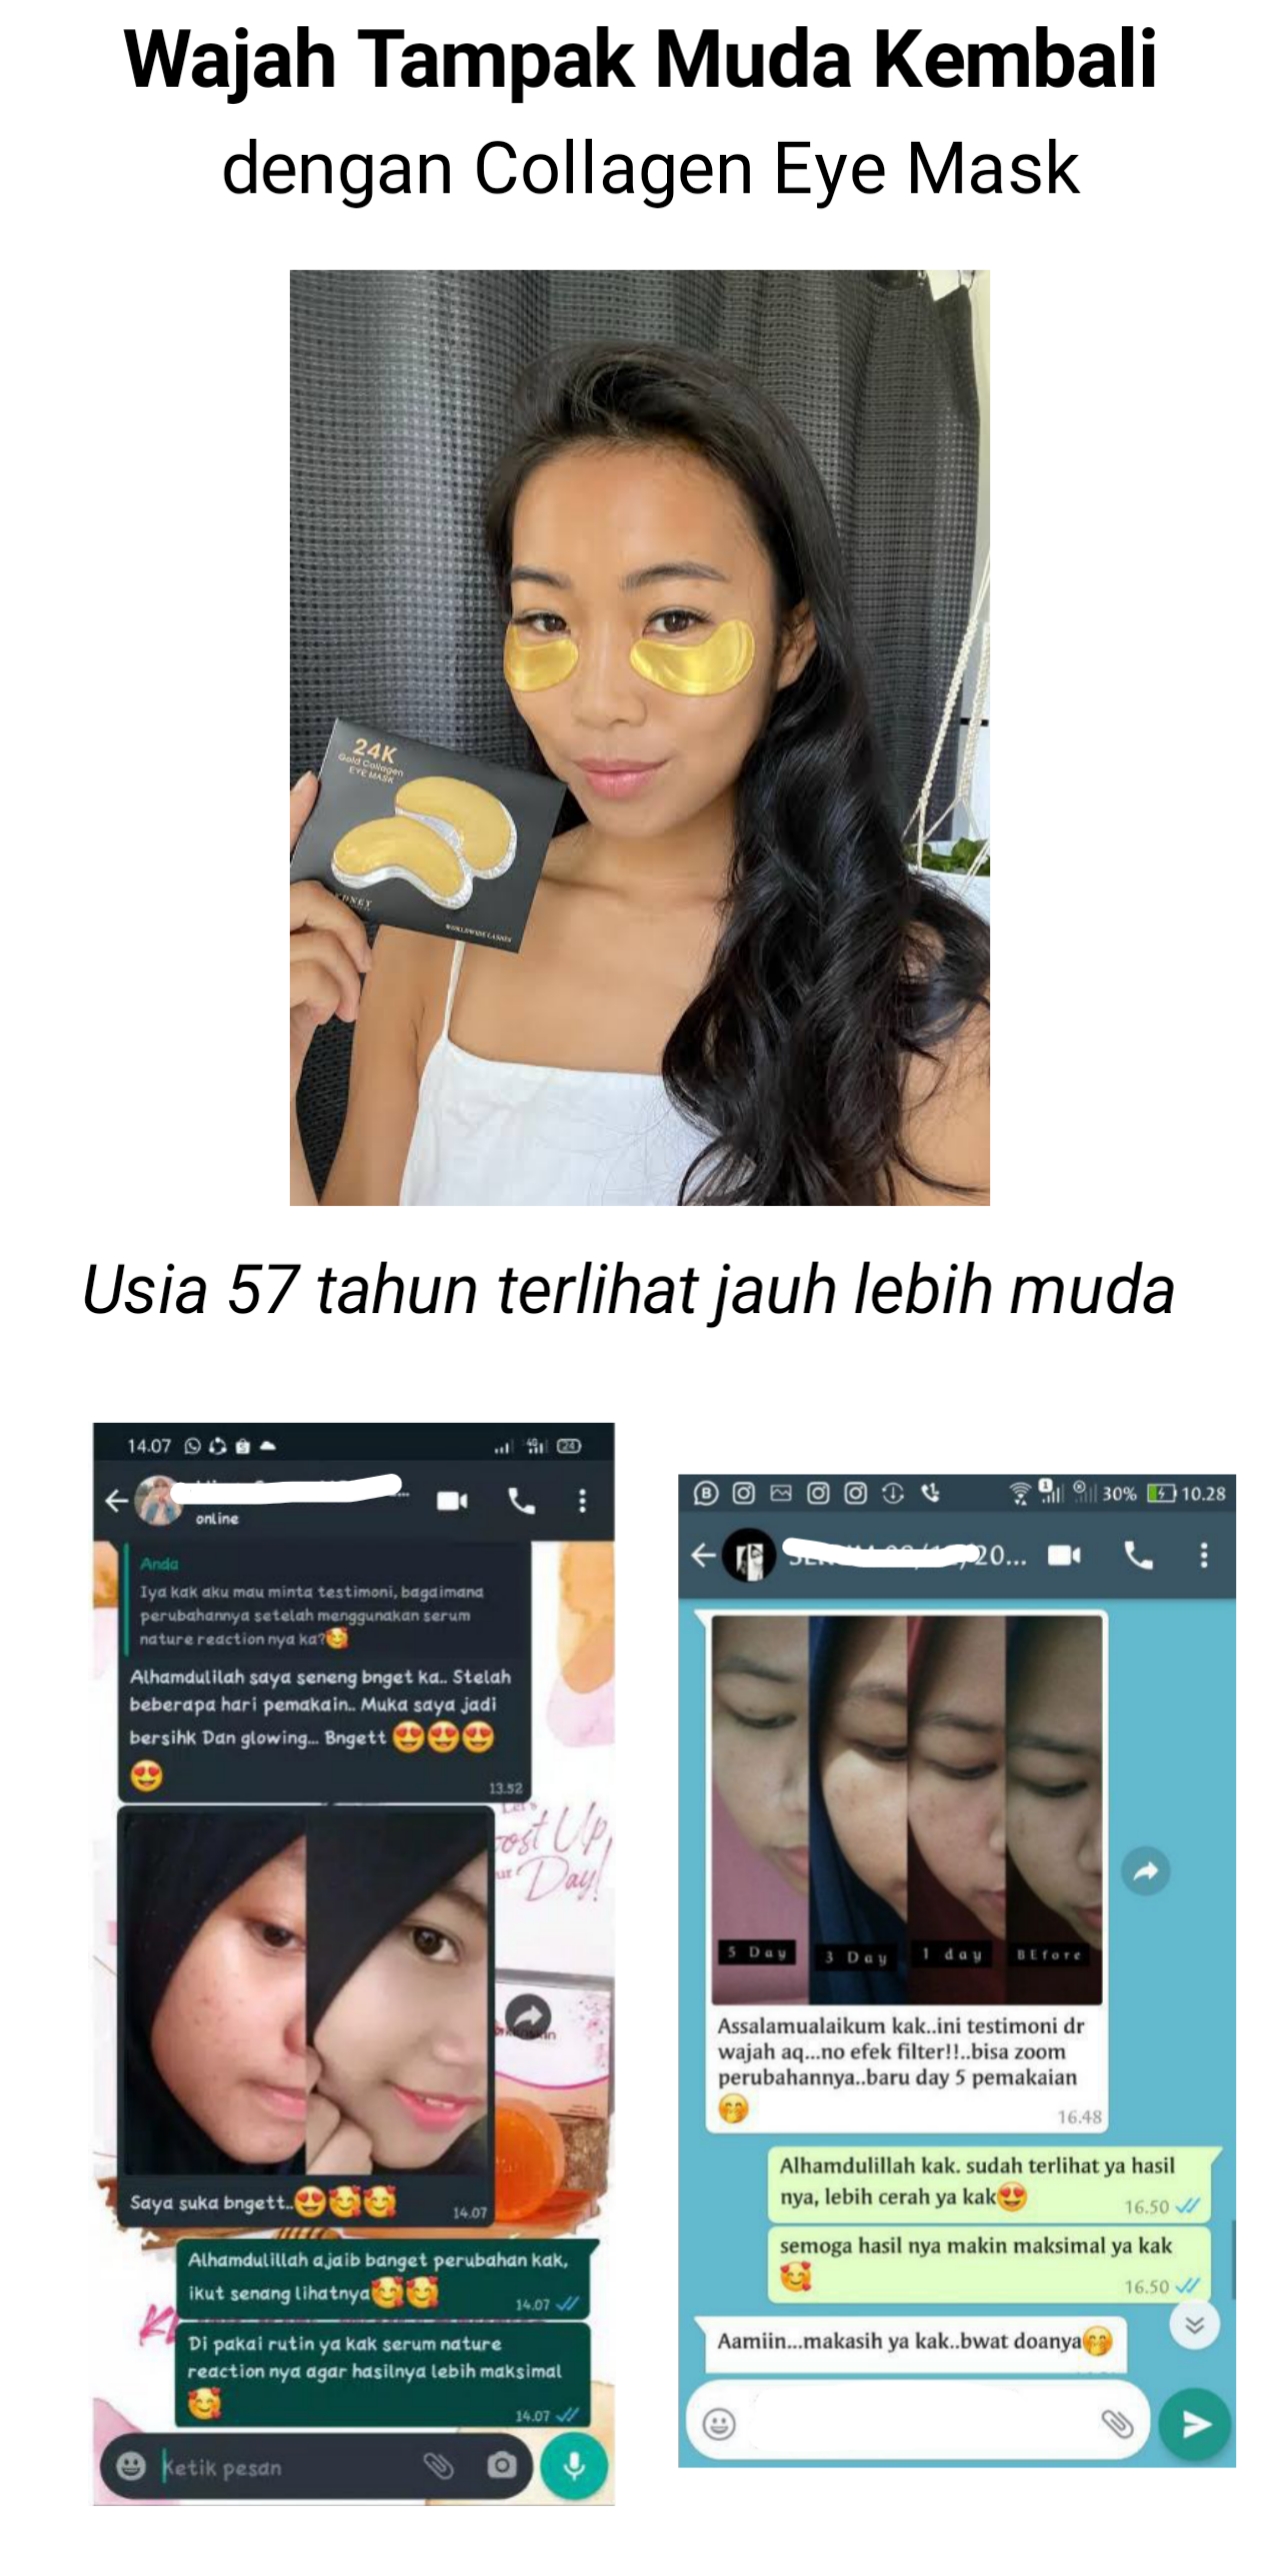 Wajah Tampak Muda Kembali
dengan Collagen Eye Mask
24K
Gold Collagen
EYE MASK
WORLDWIDE LASHES
Usia 57 tahun terlihat jauh lebih muda
14.07
online
Anda
Iya kak aku mau minta testimoni, bagaimana
perubahannya setelah menggunakan serum
nature reaction nya ka?
Alhamdulilah saya seneng bnget ka.. Stelah
beberapa hari pemakain.. Muka saya jadi
bersihk Dan glowing... Bngett
13.52
Day!
Saya suka bngett..
14.07
Alhamdulillah ajaib banget perubahan kak,
ikut senang lihatnya
14.07
Di pakai rutin ya kak serum nature
reaction nya agar hasilnya lebih maksimal
14.07
Ketik pesan
30% 10.28
20...
5 Day
3 Day
1 day
BEfore
Assalamualaikum kak..ini testimoni dr
wajah aq...no efek filter!!..bisa zoom
perubahannya..baru day 5 pemakaian
16.48
Alhamdulillah kak. sudah terlihat ya hasil
nya, lebih cerah ya kak
16.50
semoga hasil nya makin maksimal ya kak
16.50
Aamiin...makasih ya kak..bwat doanya